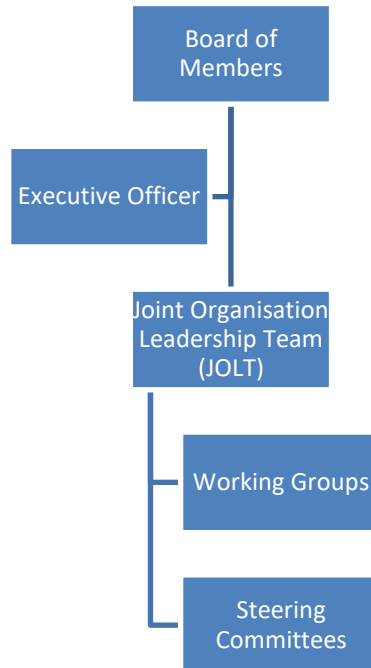 Board of
Members
Executive Officer
Joint Organisation
Leadership Team
(JOLT)
Working Groups
Steering
Committees